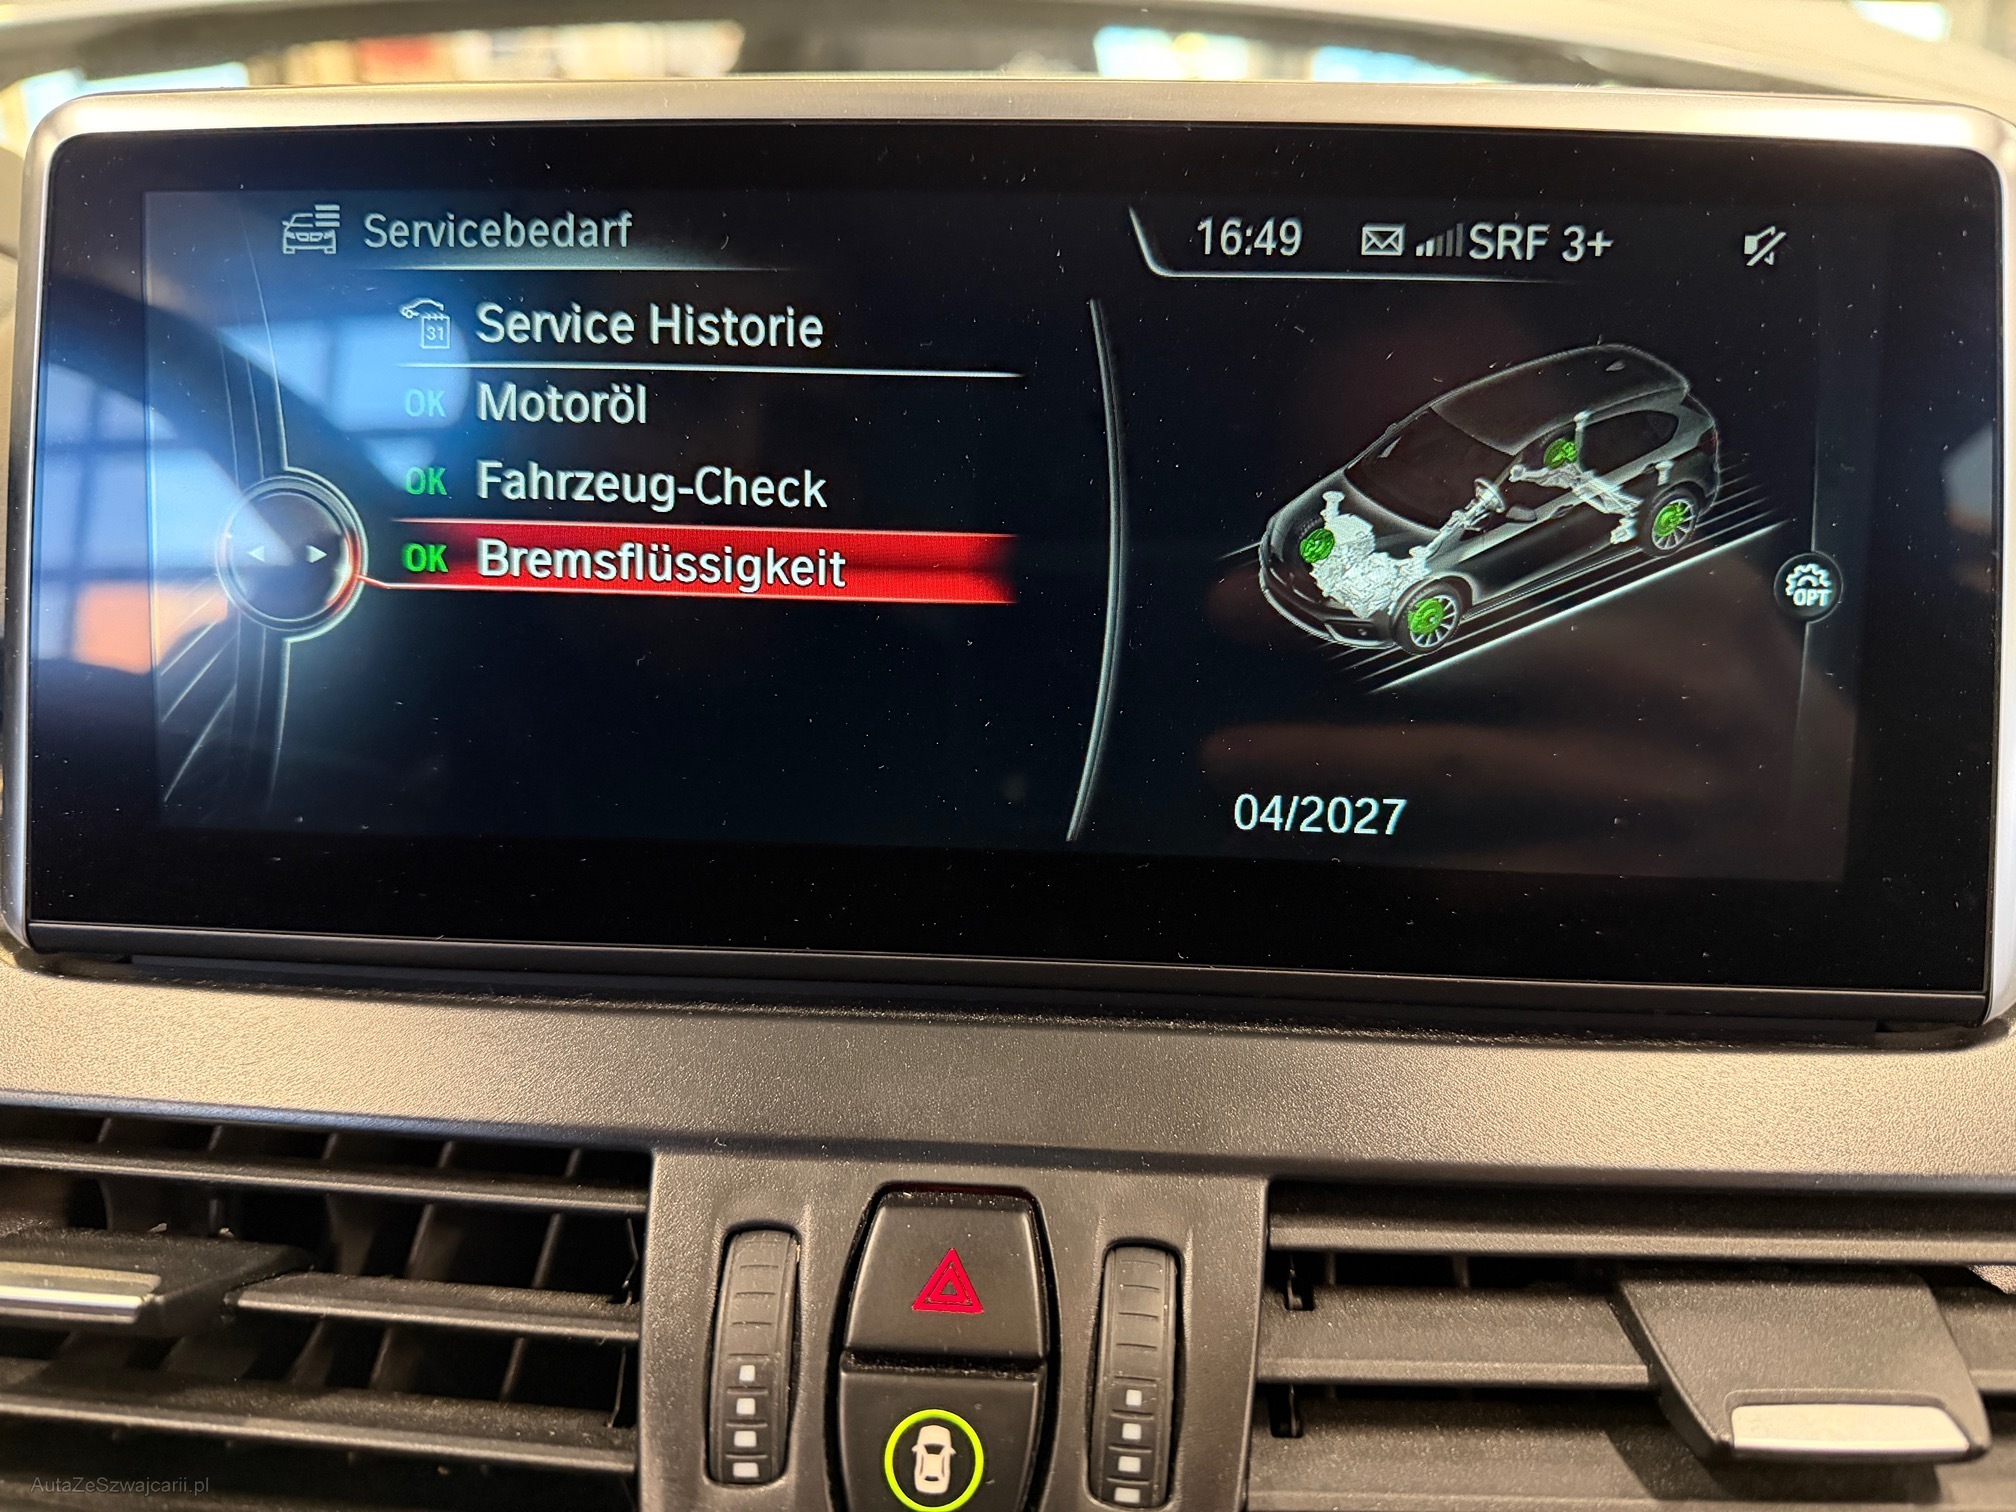 Servicebedarf
16:49 SRF 3+
31 Service Historie
OK Motoröl
OK Fahrzeug-Check
OK Bremsflüssigkeit
OPT
04/2027
AutaZeSzwajcarii.pl